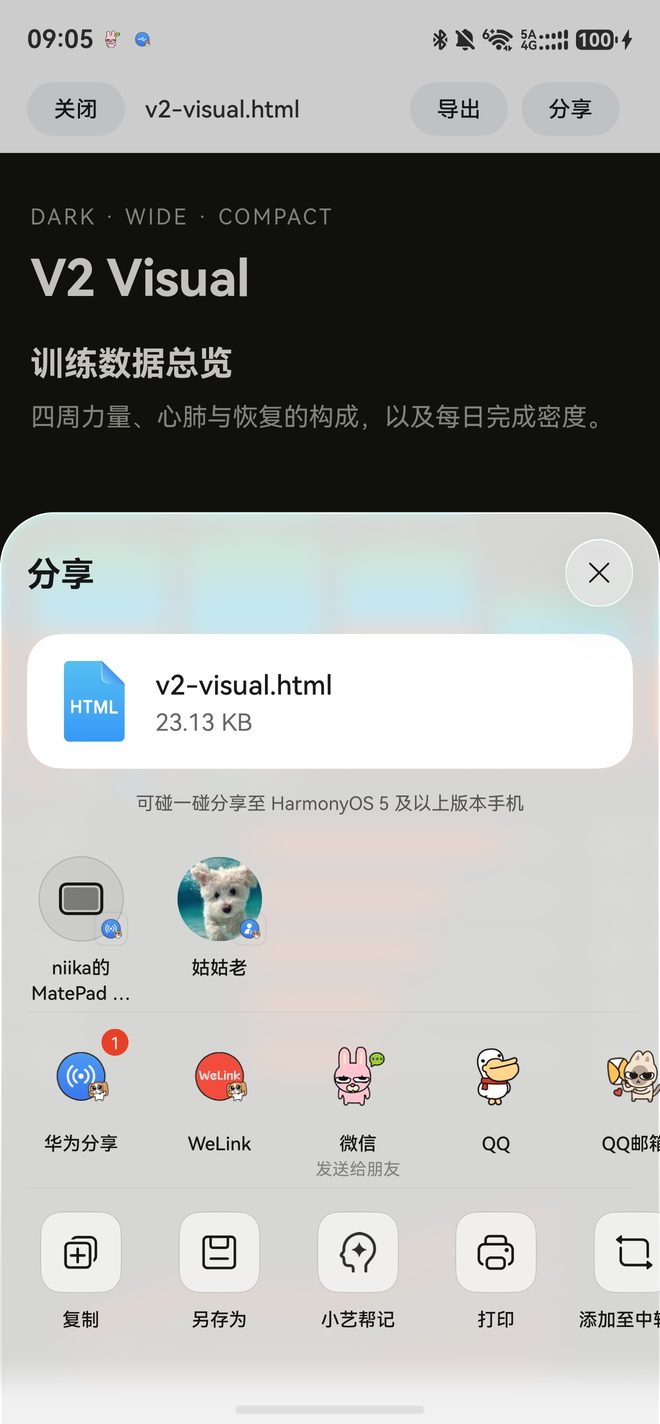 09:05
6
5A
4G
100
关闭
v2-visual.html
导出
分享
DARK · WIDE · COMPACT
V2 Visual
训练数据总览
四周力量、心肺与恢复的构成，以及每日完成密度。
分享
HTML
v2-visual.html
23.13 KB
可碰一碰分享至 HarmonyOS 5 及以上版本手机
niika的
MatePad ...
姑姑老
1
WeLink
华为分享
WeLink
微信
QQ
QQ邮箱
发送给朋友
复制
另存为
小艺帮记
打印
添加至中转